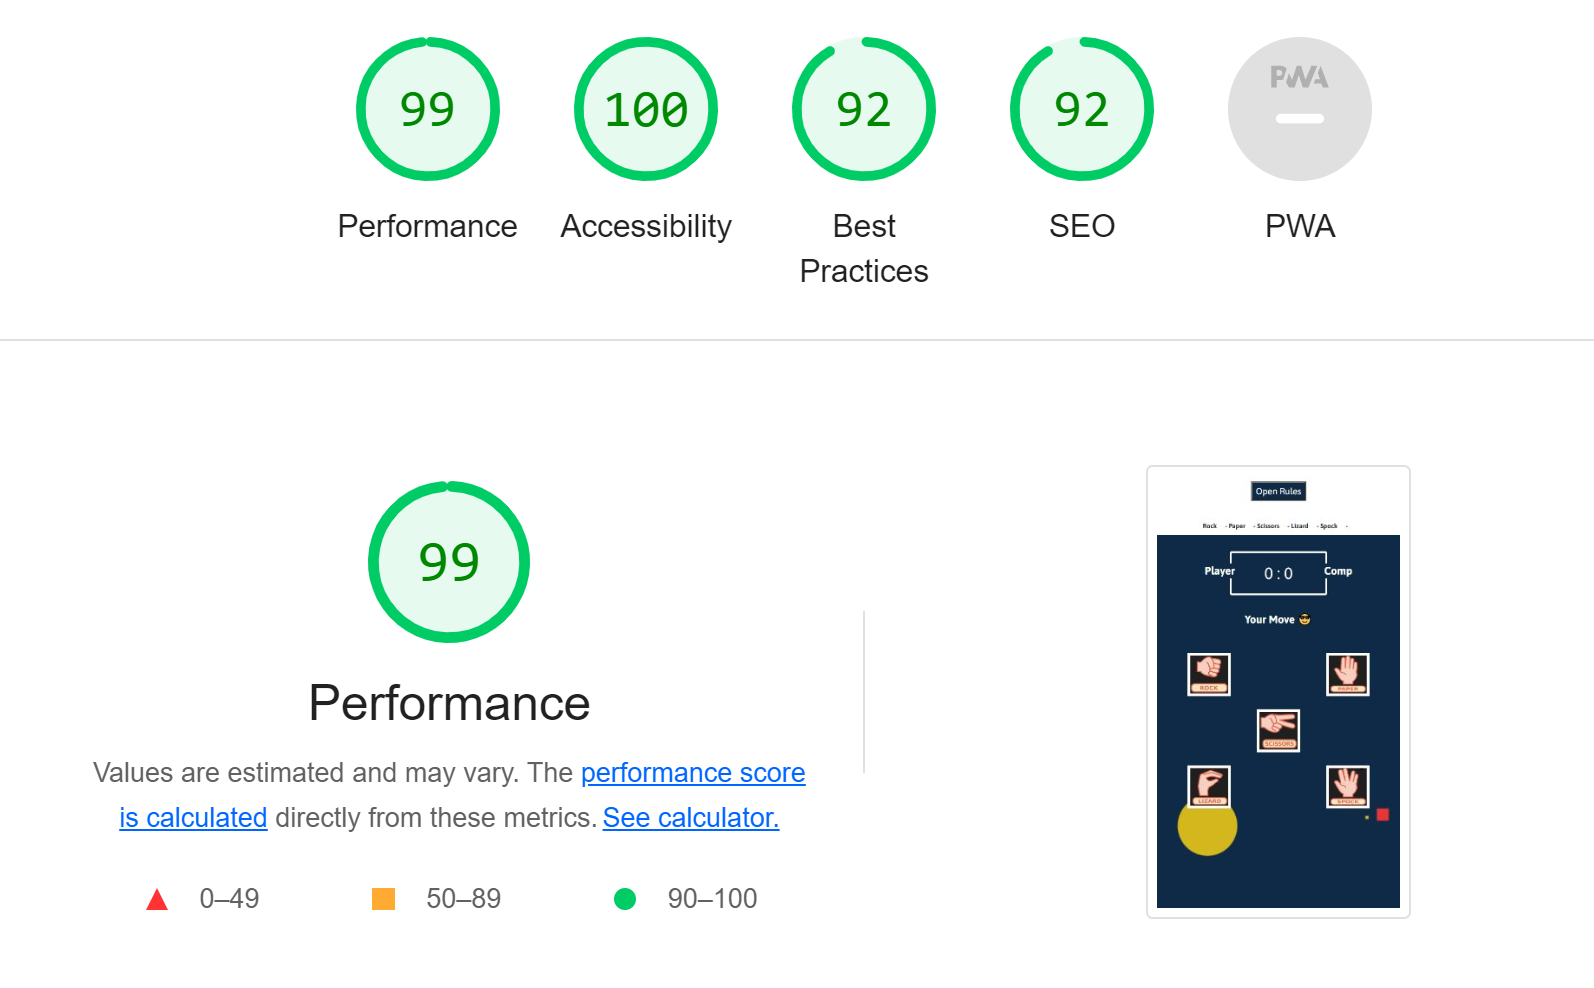 99
100
92
92
PWA
Performance
Accessibility
Best
Practices
SEO
PWA
99
Performance
Values are estimated and may vary. The performance score
is calculated directly from these metrics. See calculator.
0–49
50–89
90–100
Open Rules
Rock - Paper - Scissors - Lizard - Spock -
Player
0 : 0
Comp
Your Move 😎
ROCK
PAPER
SCISSORS
LIZARD
SPOCK